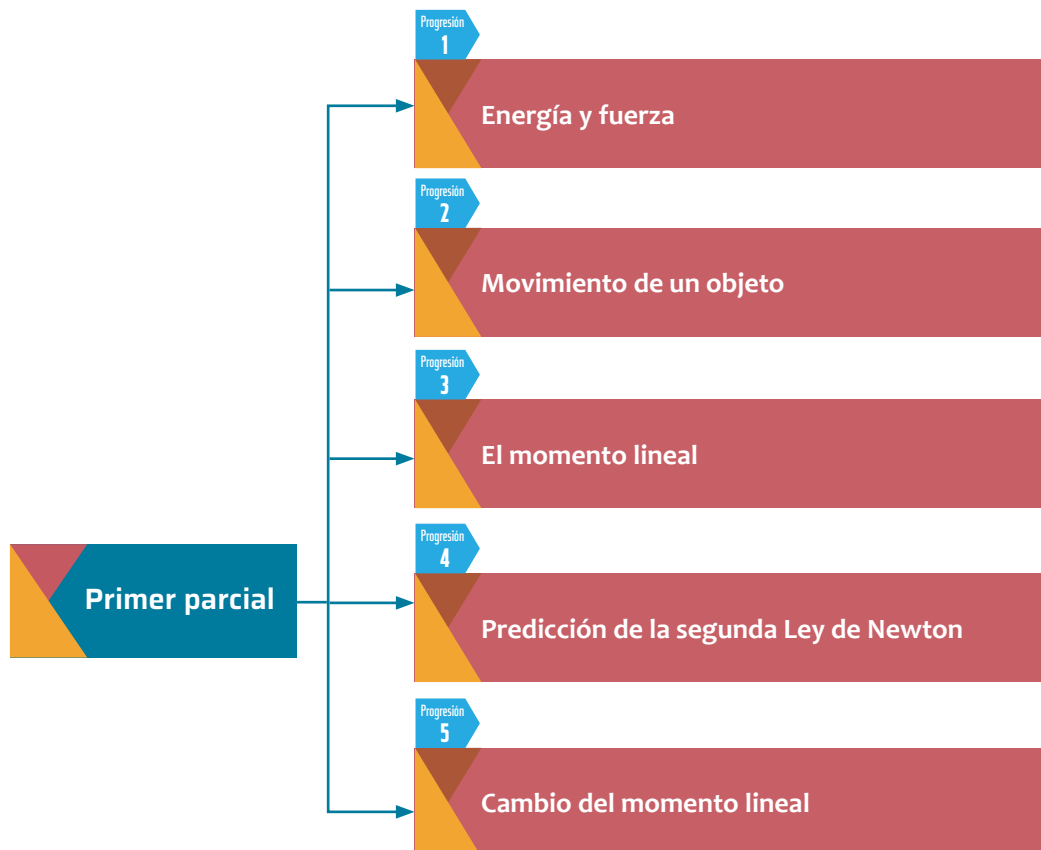 Progresión
1
Energía y fuerza
Progresión
2
Movimiento de un objeto
Progresión
3
El momento lineal
Progresión
4
Primer parcial
Predicción de la segunda Ley de Newton
Progresión
5
Cambio del momento lineal